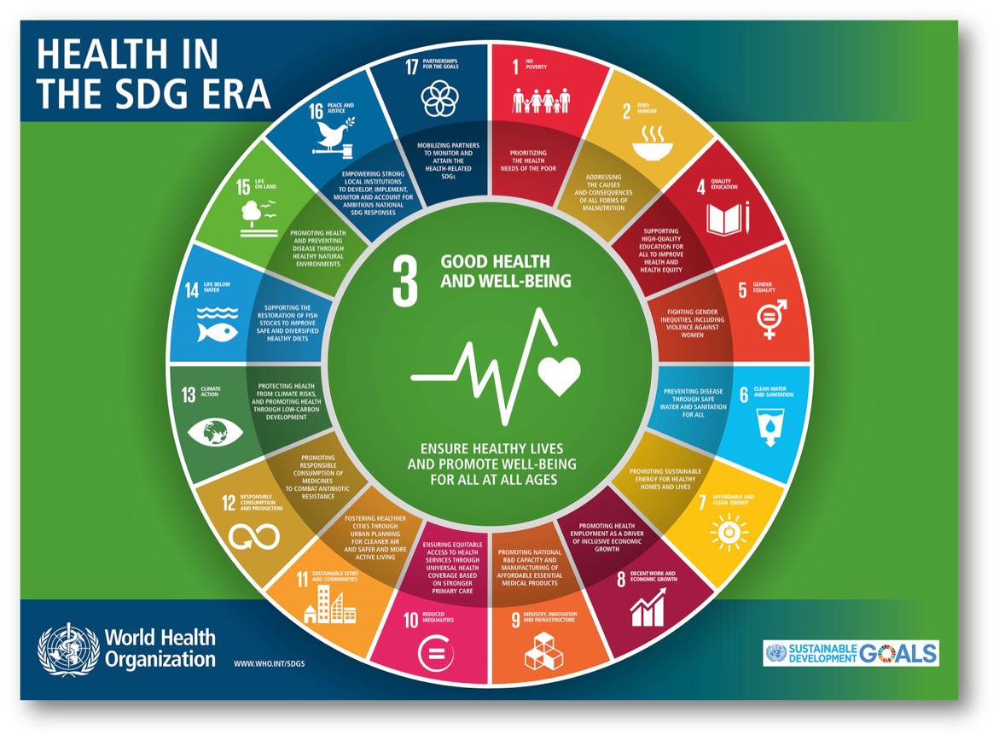 HEALTH IN
THE SDG ERA
17 PARTNERSHIPS
FOR THE GOALS
MOBILIZING PARTNERS
TO MONITOR AND
ATTAIN THE
HEALTH-RELATED
SDGs
1 NO
POVERTY
PRIORITIZING
THE HEALTH
NEEDS OF THE POOR
2 ZERO
HUNGER
ADDRESSING
THE CAUSES
AND CONSEQUENCES
OF ALL FORMS OF
MALNUTRITION
4 QUALITY
EDUCATION
SUPPORTING
HIGH-QUALITY
EDUCATION FOR
ALL TO IMPROVE
HEALTH AND
HEALTH EQUITY
5 GENDER
EQUALITY
FIGHTING GENDER
INEQUITIES, INCLUDING
VIOLENCE AGAINST
WOMEN
6 CLEAN WATER
AND SANITATION
PREVENTING DISEASE
THROUGH SAFE
WATER AND SANITATION
FOR ALL
7 AFFORDABLE AND
CLEAN ENERGY
PROMOTING SUSTAINABLE
ENERGY FOR HEALTHY
HOMES AND LIVES
8 DECENT WORK AND
ECONOMIC GROWTH
PROMOTING HEALTH
EMPLOYMENT AS A DRIVER
OF INCLUSIVE ECONOMIC
GROWTH
9 INDUSTRY, INNOVATION
AND INFRASTRUCTURE
PROMOTING NATIONAL
R&D CAPACITY AND
MANUFACTURING OF
AFFORDABLE ESSENTIAL
MEDICAL PRODUCTS
10 REDUCED
INEQUALITIES
ENSURING EQUITABLE
ACCESS TO HEALTH
SERVICES THROUGH
UNIVERSAL HEALTH
COVERAGE BASED
ON STRONGER
PRIMARY CARE
11 SUSTAINABLE CITIES
AND COMMUNITIES
FOSTERING HEALTHIER
CITIES THROUGH
URBAN PLANNING
FOR CLEANER AIR
AND SAFER AND MORE
ACTIVE LIVING
12 RESPONSIBLE
CONSUMPTION
AND PRODUCTION
PROMOTING
RESPONSIBLE
CONSUMPTION OF
MEDICINES
TO COMBAT ANTIBIOTIC
RESISTANCE
13 CLIMATE
ACTION
PROTECTING HEALTH
FROM CLIMATE RISKS,
AND PROMOTING HEALTH
THROUGH LOW-CARBON
DEVELOPMENT
14 LIFE BELOW
WATER
SUPPORTING THE
RESTORATION OF FISH
STOCKS TO IMPROVE
SAFE AND DIVERSIFIED
HEALTHY DIETS
15 LIFE
ON LAND
PROMOTING HEALTH
AND PREVENTING
DISEASE THROUGH
HEALTHY NATURAL
ENVIRONMENTS
16 PEACE AND
JUSTICE
EMPOWERING STRONG
LOCAL INSTITUTIONS
TO DEVELOP, IMPLEMENT,
MONITOR AND ACCOUNT FOR
AMBITIOUS NATIONAL
SDG RESPONSES
3 GOOD HEALTH
AND WELL-BEING
ENSURE HEALTHY LIVES
AND PROMOTE WELL-BEING
FOR ALL AT ALL AGES
World Health
Organization
WWW.WHO.INT/SDGS
SUSTAINABLE
DEVELOPMENT GOALS